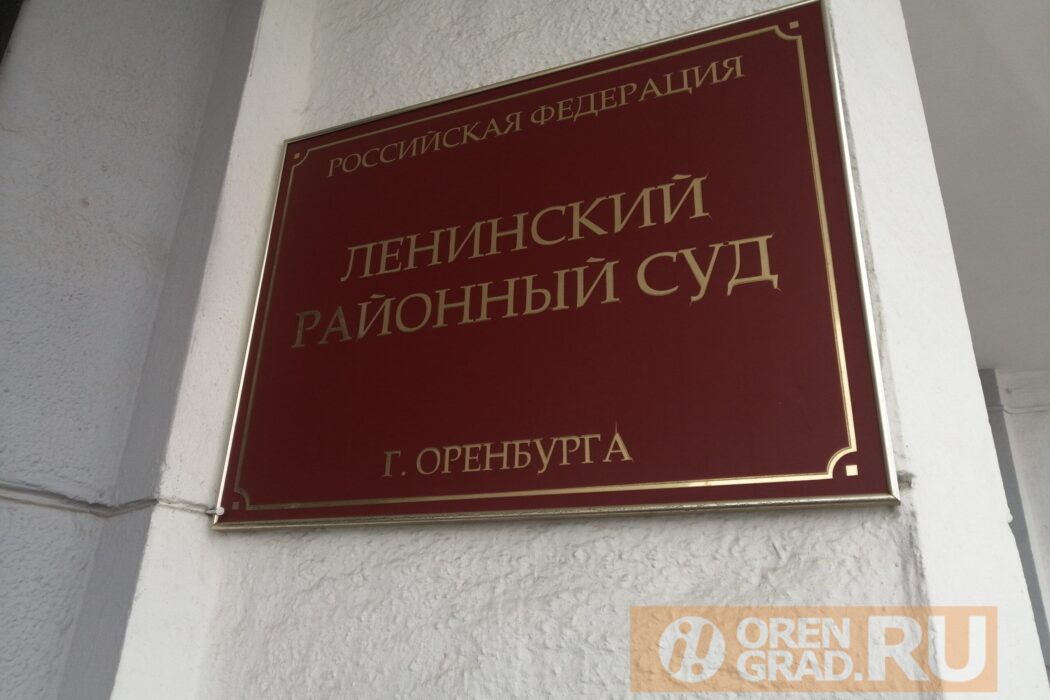 РОССИЙСКАЯ ФЕДЕРАЦИЯ
ЛЕНИНСКИЙ
РАЙОННЫЙ СУД
Г. ОРЕНБУРГА
OREN
GRAD.RU